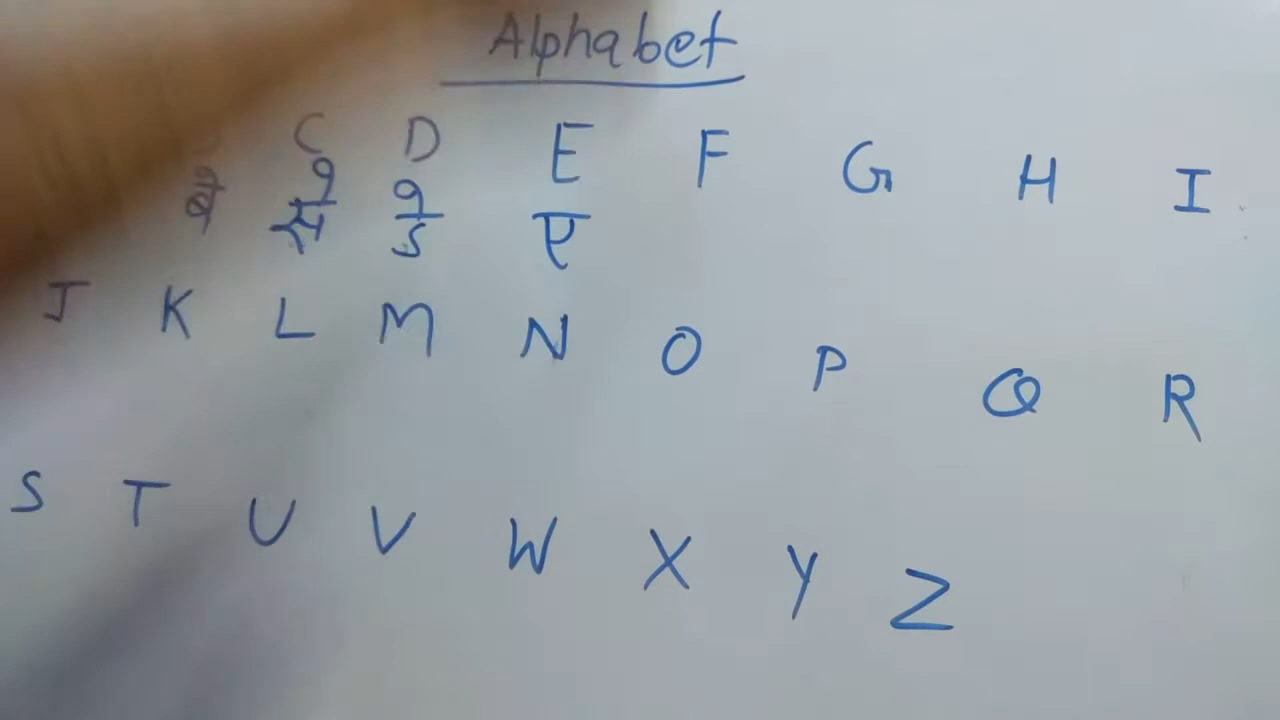 Alphabet
C D E F G H I
ए
J K L M N O P Q R
S T U V W X Y Z